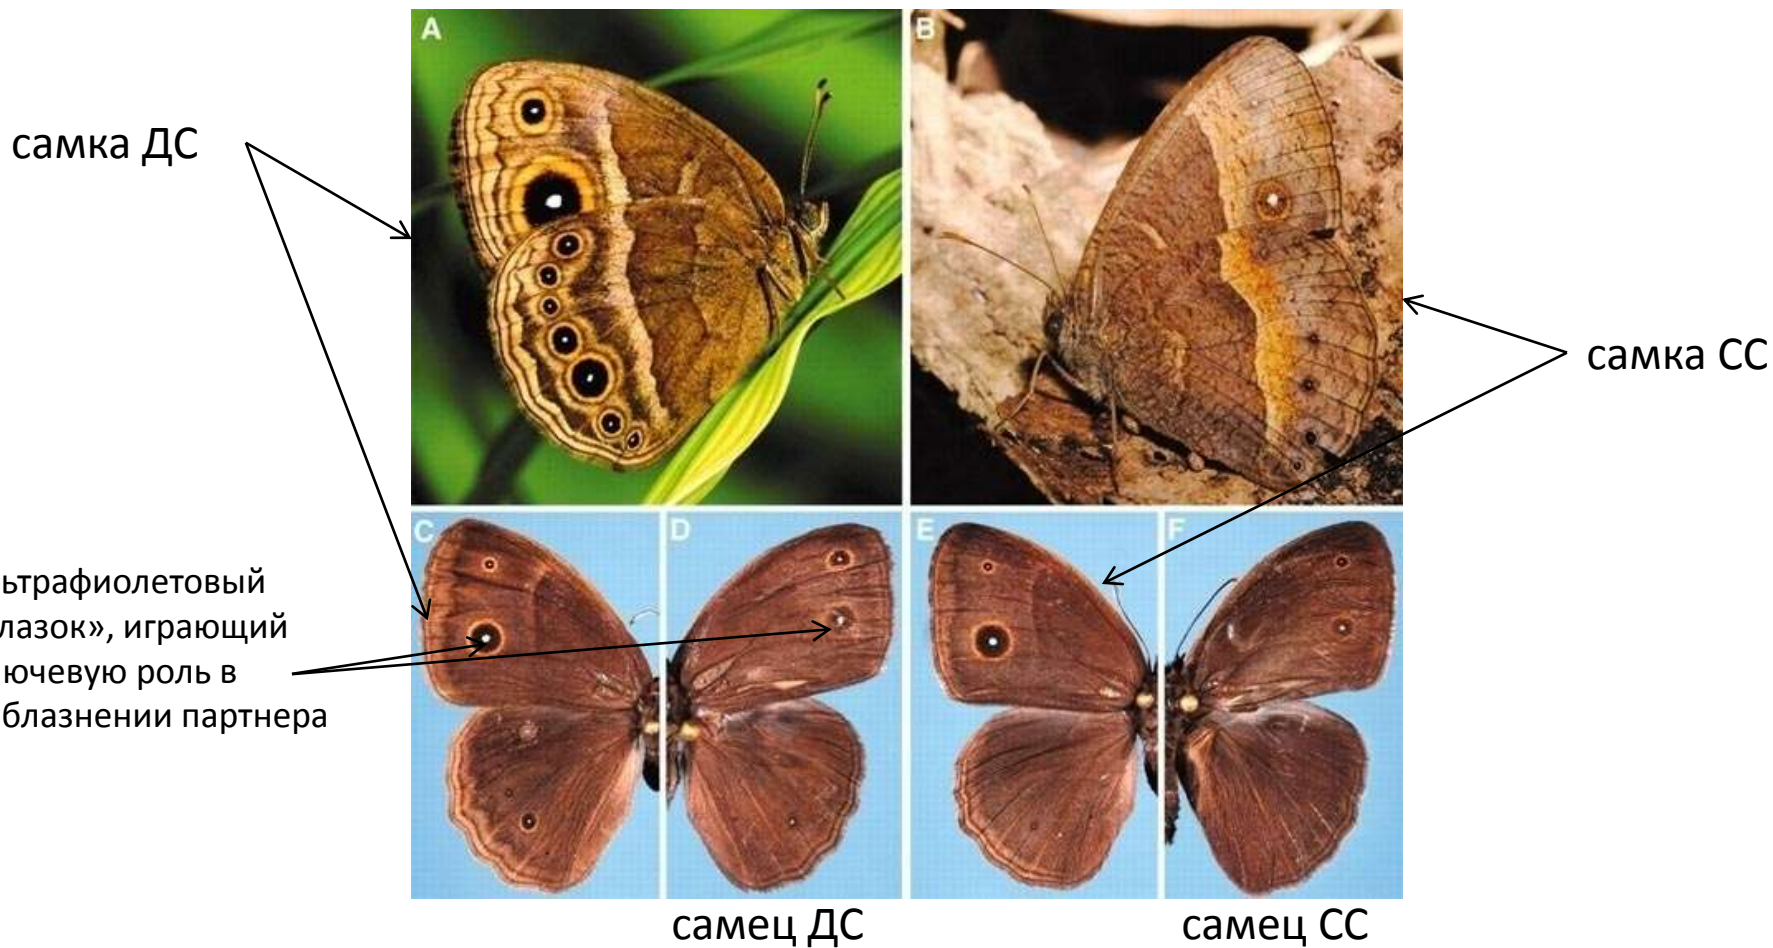 A
B
самка ДС
самка СС
C
D
E
F
ьтрафиолетовый
лазок», играющий
ючевую роль в
блазнении партнера
самец ДС
самец СС